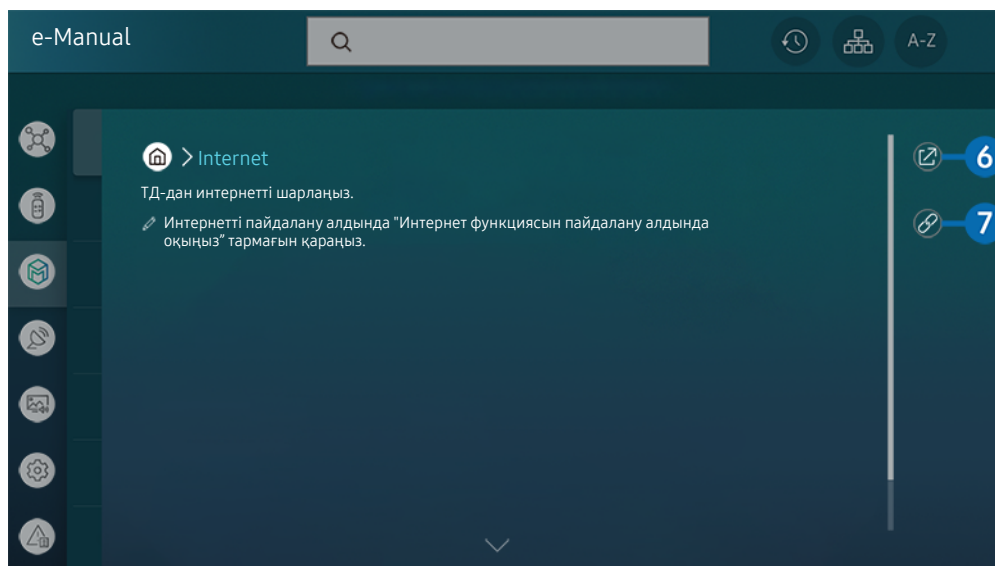 e-Manual
A-Z
> Internet
6
ТД-дан интернетті шарлаңыз.
7
Интернетті пайдалану алдында "Интернет функциясын пайдалану алдында
оқыңыз" тармағын қараңыз.